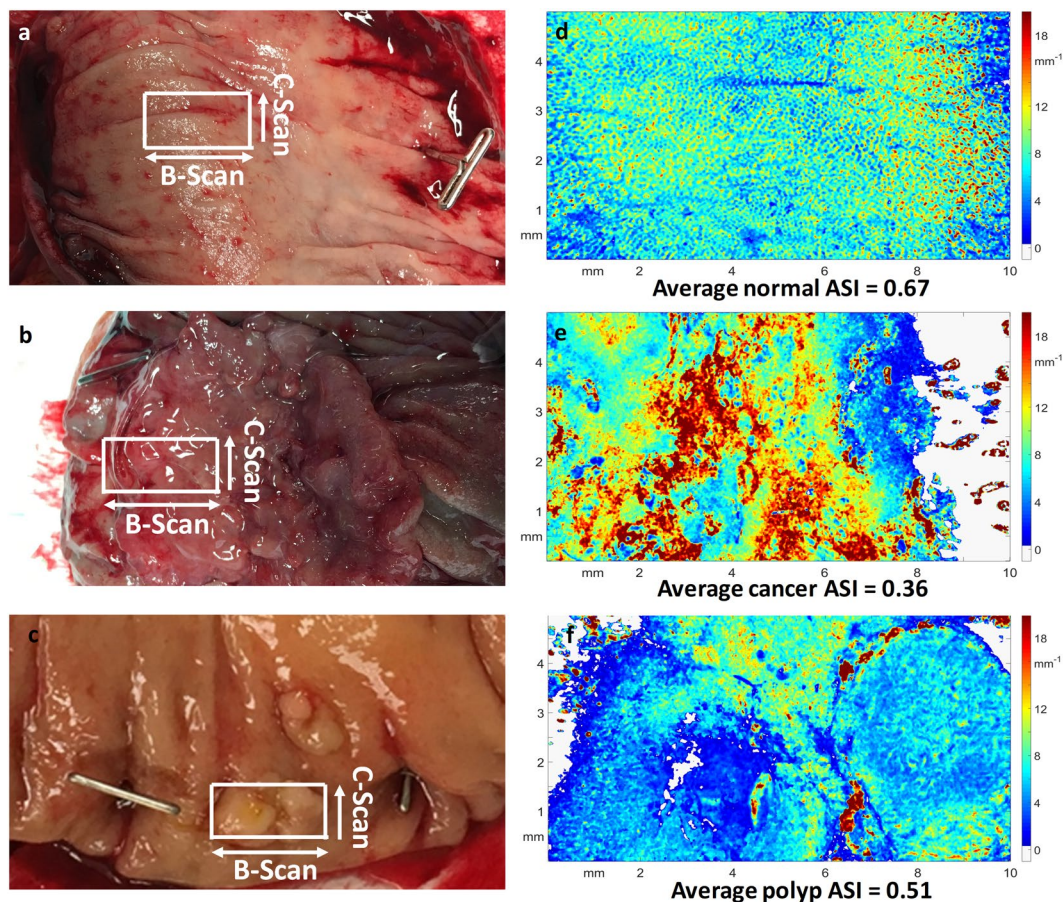 a
C-Scan
B-Scan
d
4
3
2
1
mm
mm 2 4 6 8 10
18
mm⁻¹
12
8
4
0
Average normal ASI = 0.67
b
C-Scan
B-Scan
e
4
3
2
1
mm
mm 2 4 6 8 10
18
mm⁻¹
12
8
4
0
Average cancer ASI = 0.36
c
C-Scan
B-Scan
f
4
3
2
1
mm
mm 2 4 6 8 10
18
mm⁻¹
12
8
4
0
Average polyp ASI = 0.51